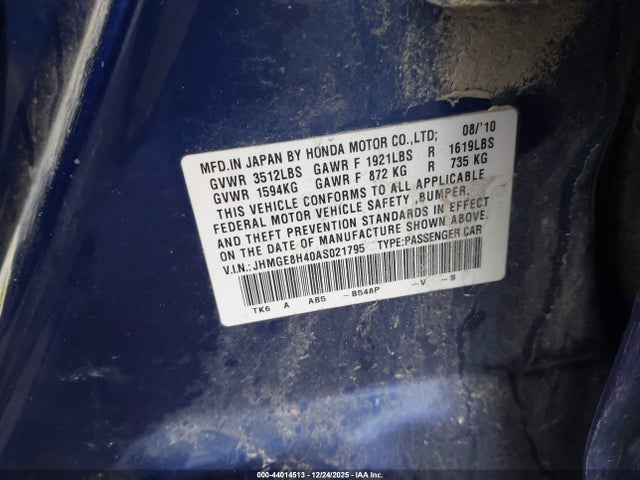 MFD.IN JAPAN BY HONDA MOTOR CO.,LTD; 08/'10
GVWR 3512LBS GAWR F 1921LBS R 1619LBS
GVWR 1594KG GAWR F 872 KG R 735 KG
THIS VEHICLE CONFORMS TO ALL APPLICABLE
FEDERAL MOTOR VEHICLE SAFETY ,BUMPER,
AND THEFT PREVENTION STANDARDS IN EFFECT
ON THE DATE OF MANUFACTURE SHOWN ABOVE.
V.I.N.: JHMGE8H40AS021795 TYPE:PASSENGER CAR
TK6 A AB5 -B548P -V -S
000-44014513 - 12/24/2025 - IAA Inc.